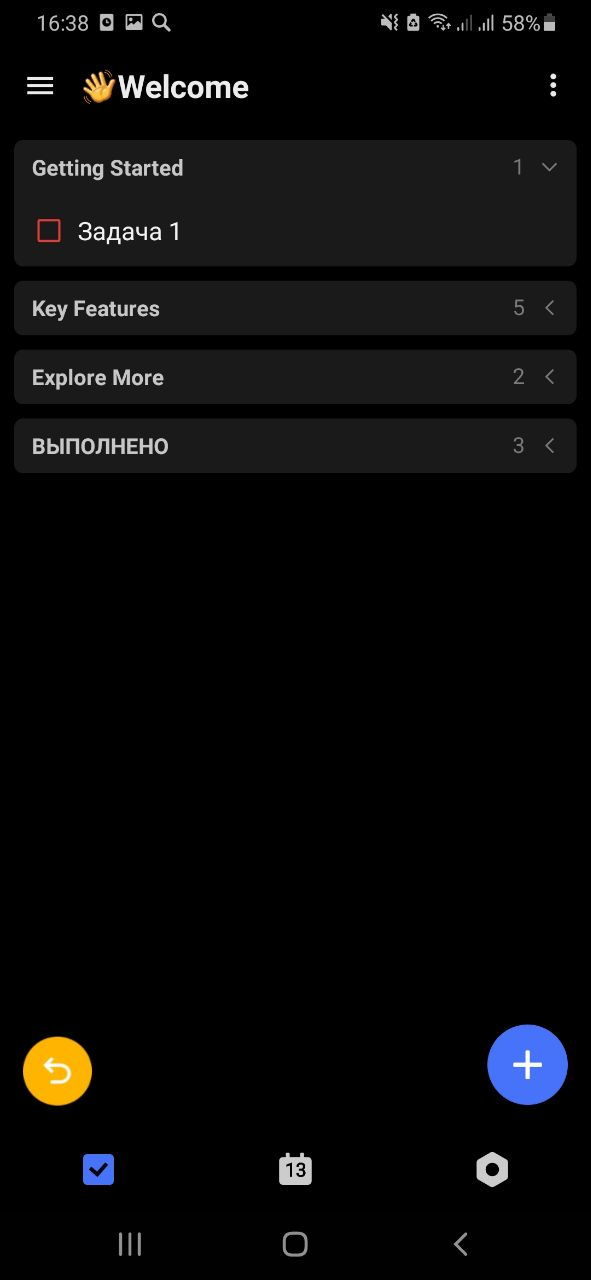 16:38 58%
👋Welcome
Getting Started 1
Задача 1
Key Features 5
Explore More 2
ВЫПОЛНЕНО 3
13